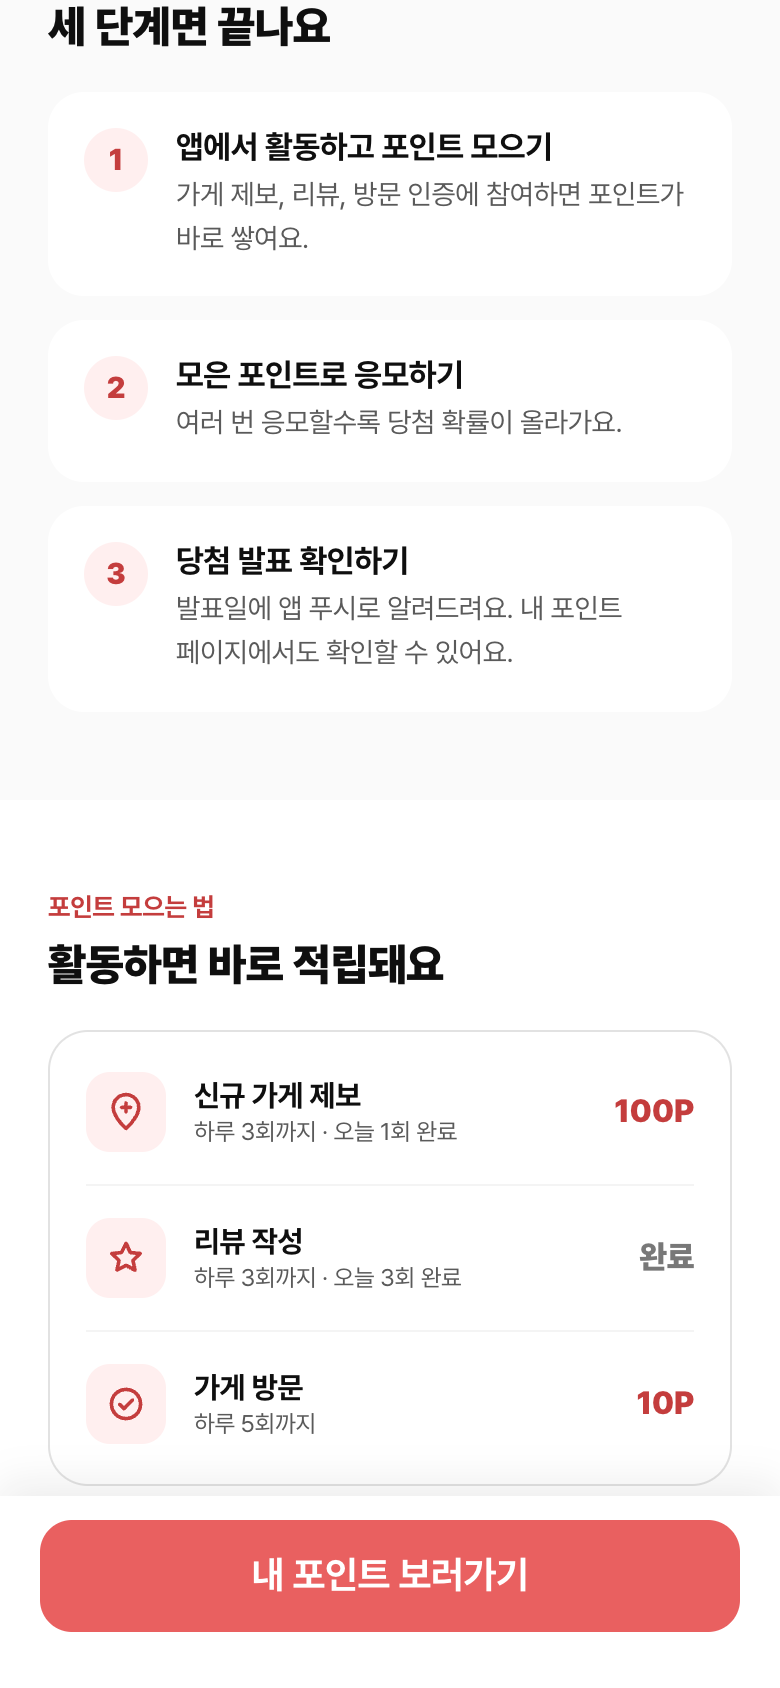 세 단계면 끝나요
1
앱에서 활동하고 포인트 모으기
가게 제보, 리뷰, 방문 인증에 참여하면 포인트가
바로 쌓여요.
2
모은 포인트로 응모하기
여러 번 응모할수록 당첨 확률이 올라가요.
3
당첨 발표 확인하기
발표일에 앱 푸시로 알려드려요. 내 포인트
페이지에서도 확인할 수 있어요.
포인트 모으는 법
활동하면 바로 적립돼요
신규 가게 제보
하루 3회까지 · 오늘 1회 완료
100P
리뷰 작성
하루 3회까지 · 오늘 3회 완료
완료
가게 방문
하루 5회까지
10P
내 포인트 보러가기